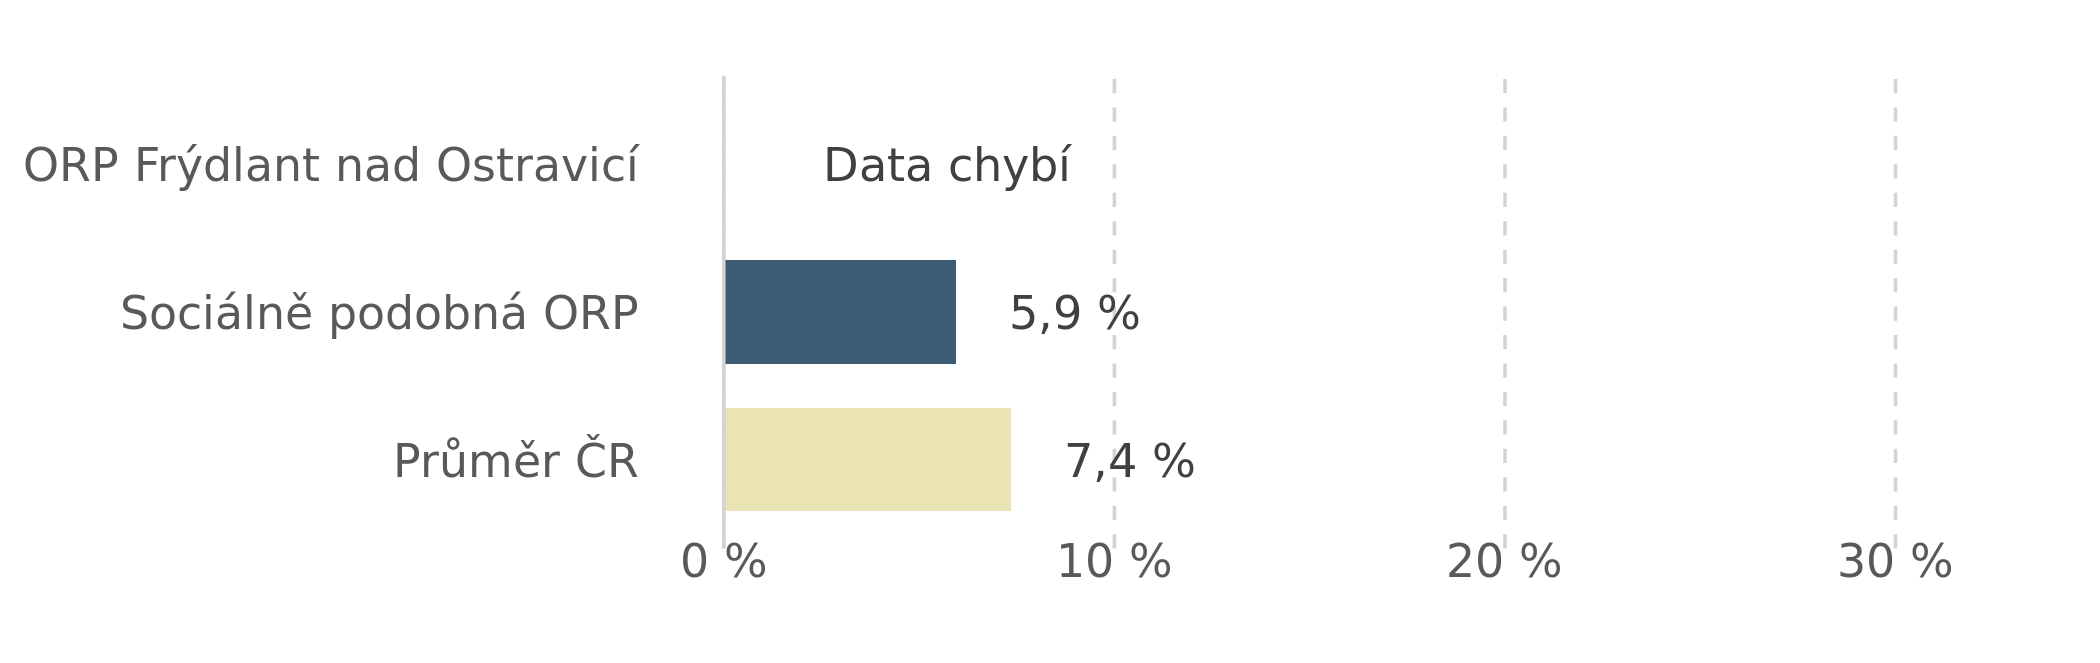 ORP Frýdlant nad Ostravicí Data chybí
Sociálně podobná ORP 5,9 %
Průměr ČR 7,4 %
0 % 10 % 20 % 30 %